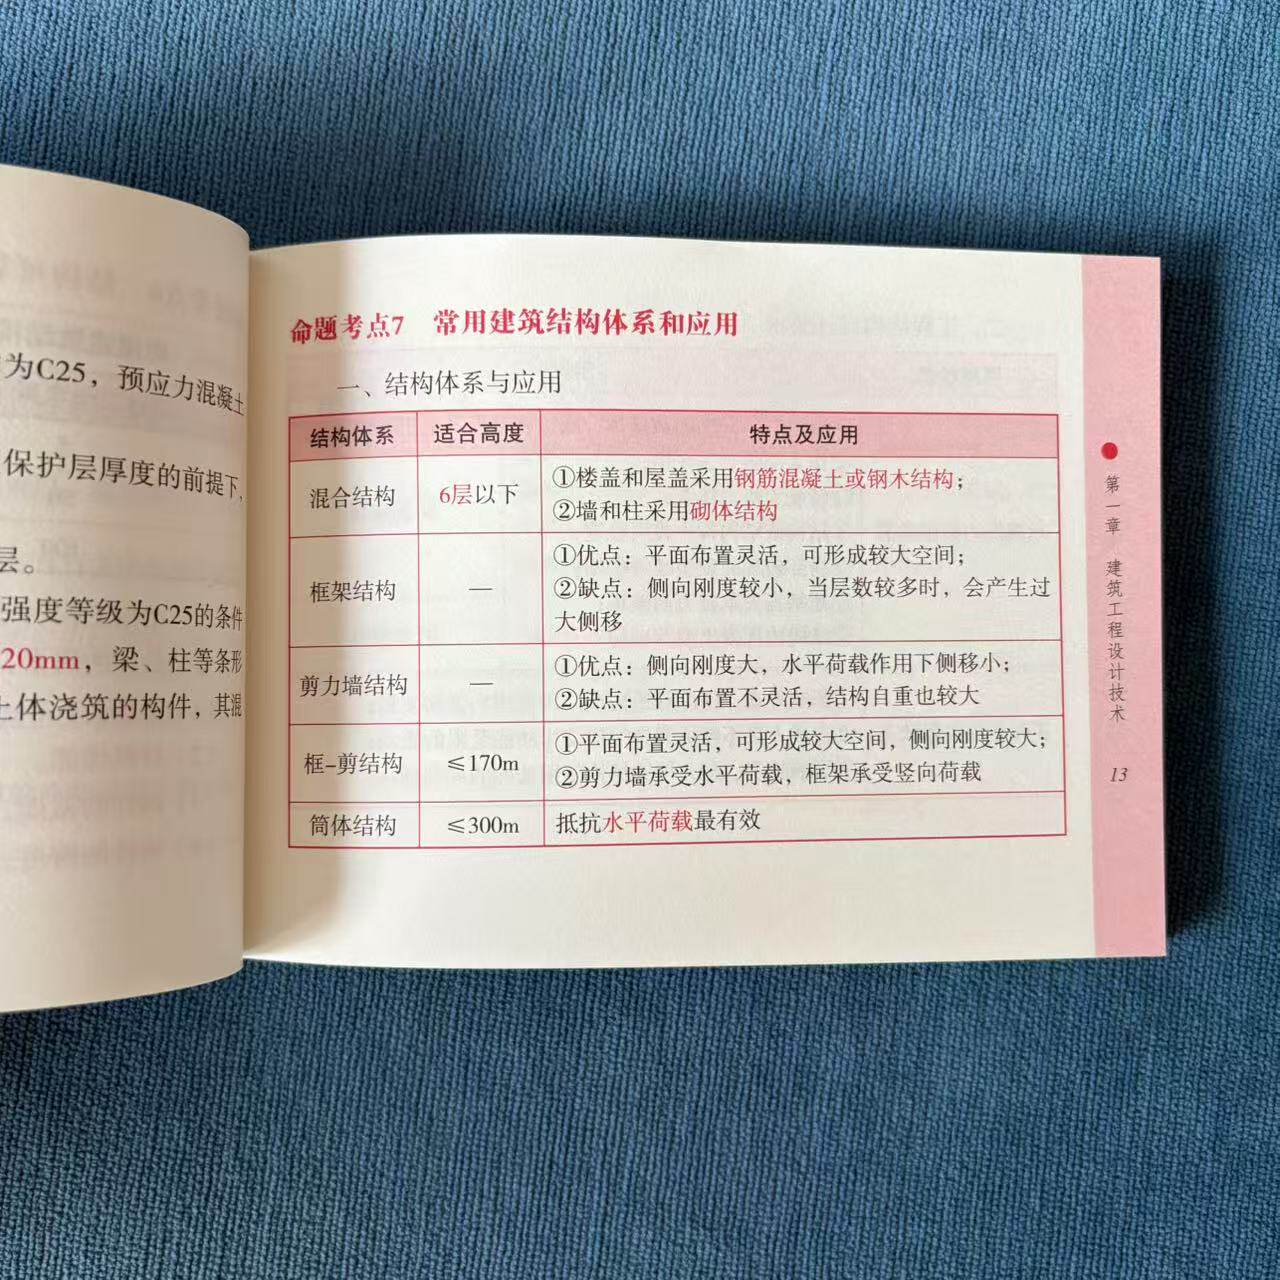 为C25，预应力混凝土
保护层厚度的前提下，
层。
强度等级为C25的条件
20mm，梁、柱等条形
土体浇筑的构件，其混
命题考点7 常用建筑结构体系和应用
一、结构体系与应用
结构体系 适合高度 特点及应用
混合结构 6层以下 ①楼盖和屋盖采用钢筋混凝土或钢木结构；
②墙和柱采用砌体结构
框架结构 — ①优点：平面布置灵活，可形成较大空间；
②缺点：侧向刚度较小，当层数较多时，会产生过
大侧移
剪力墙结构 — ①优点：侧向刚度大，水平荷载作用下侧移小；
②缺点：平面布置不灵活，结构自重也较大
框-剪结构 ≤170m ①平面布置灵活，可形成较大空间，侧向刚度较大；
②剪力墙承受水平荷载，框架承受竖向荷载
筒体结构 ≤300m 抵抗水平荷载最有效
第一章 建筑工程设计技术
13